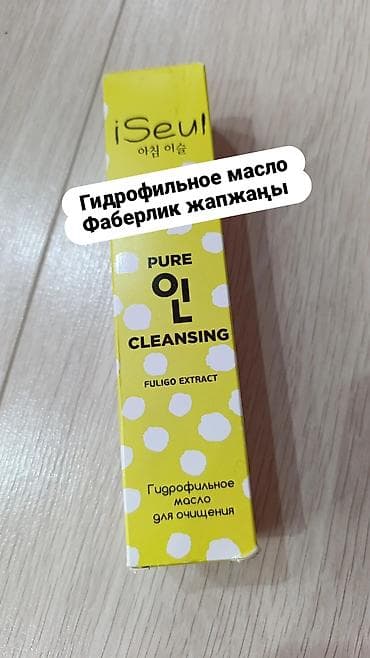 iSeul
아침 이슬
Гидрофильное масло
Фаберлик жапжаңы
PURE
OIL
CLEANSING
FULIGO EXTRACT
Гидрофильное
масло
для очищения